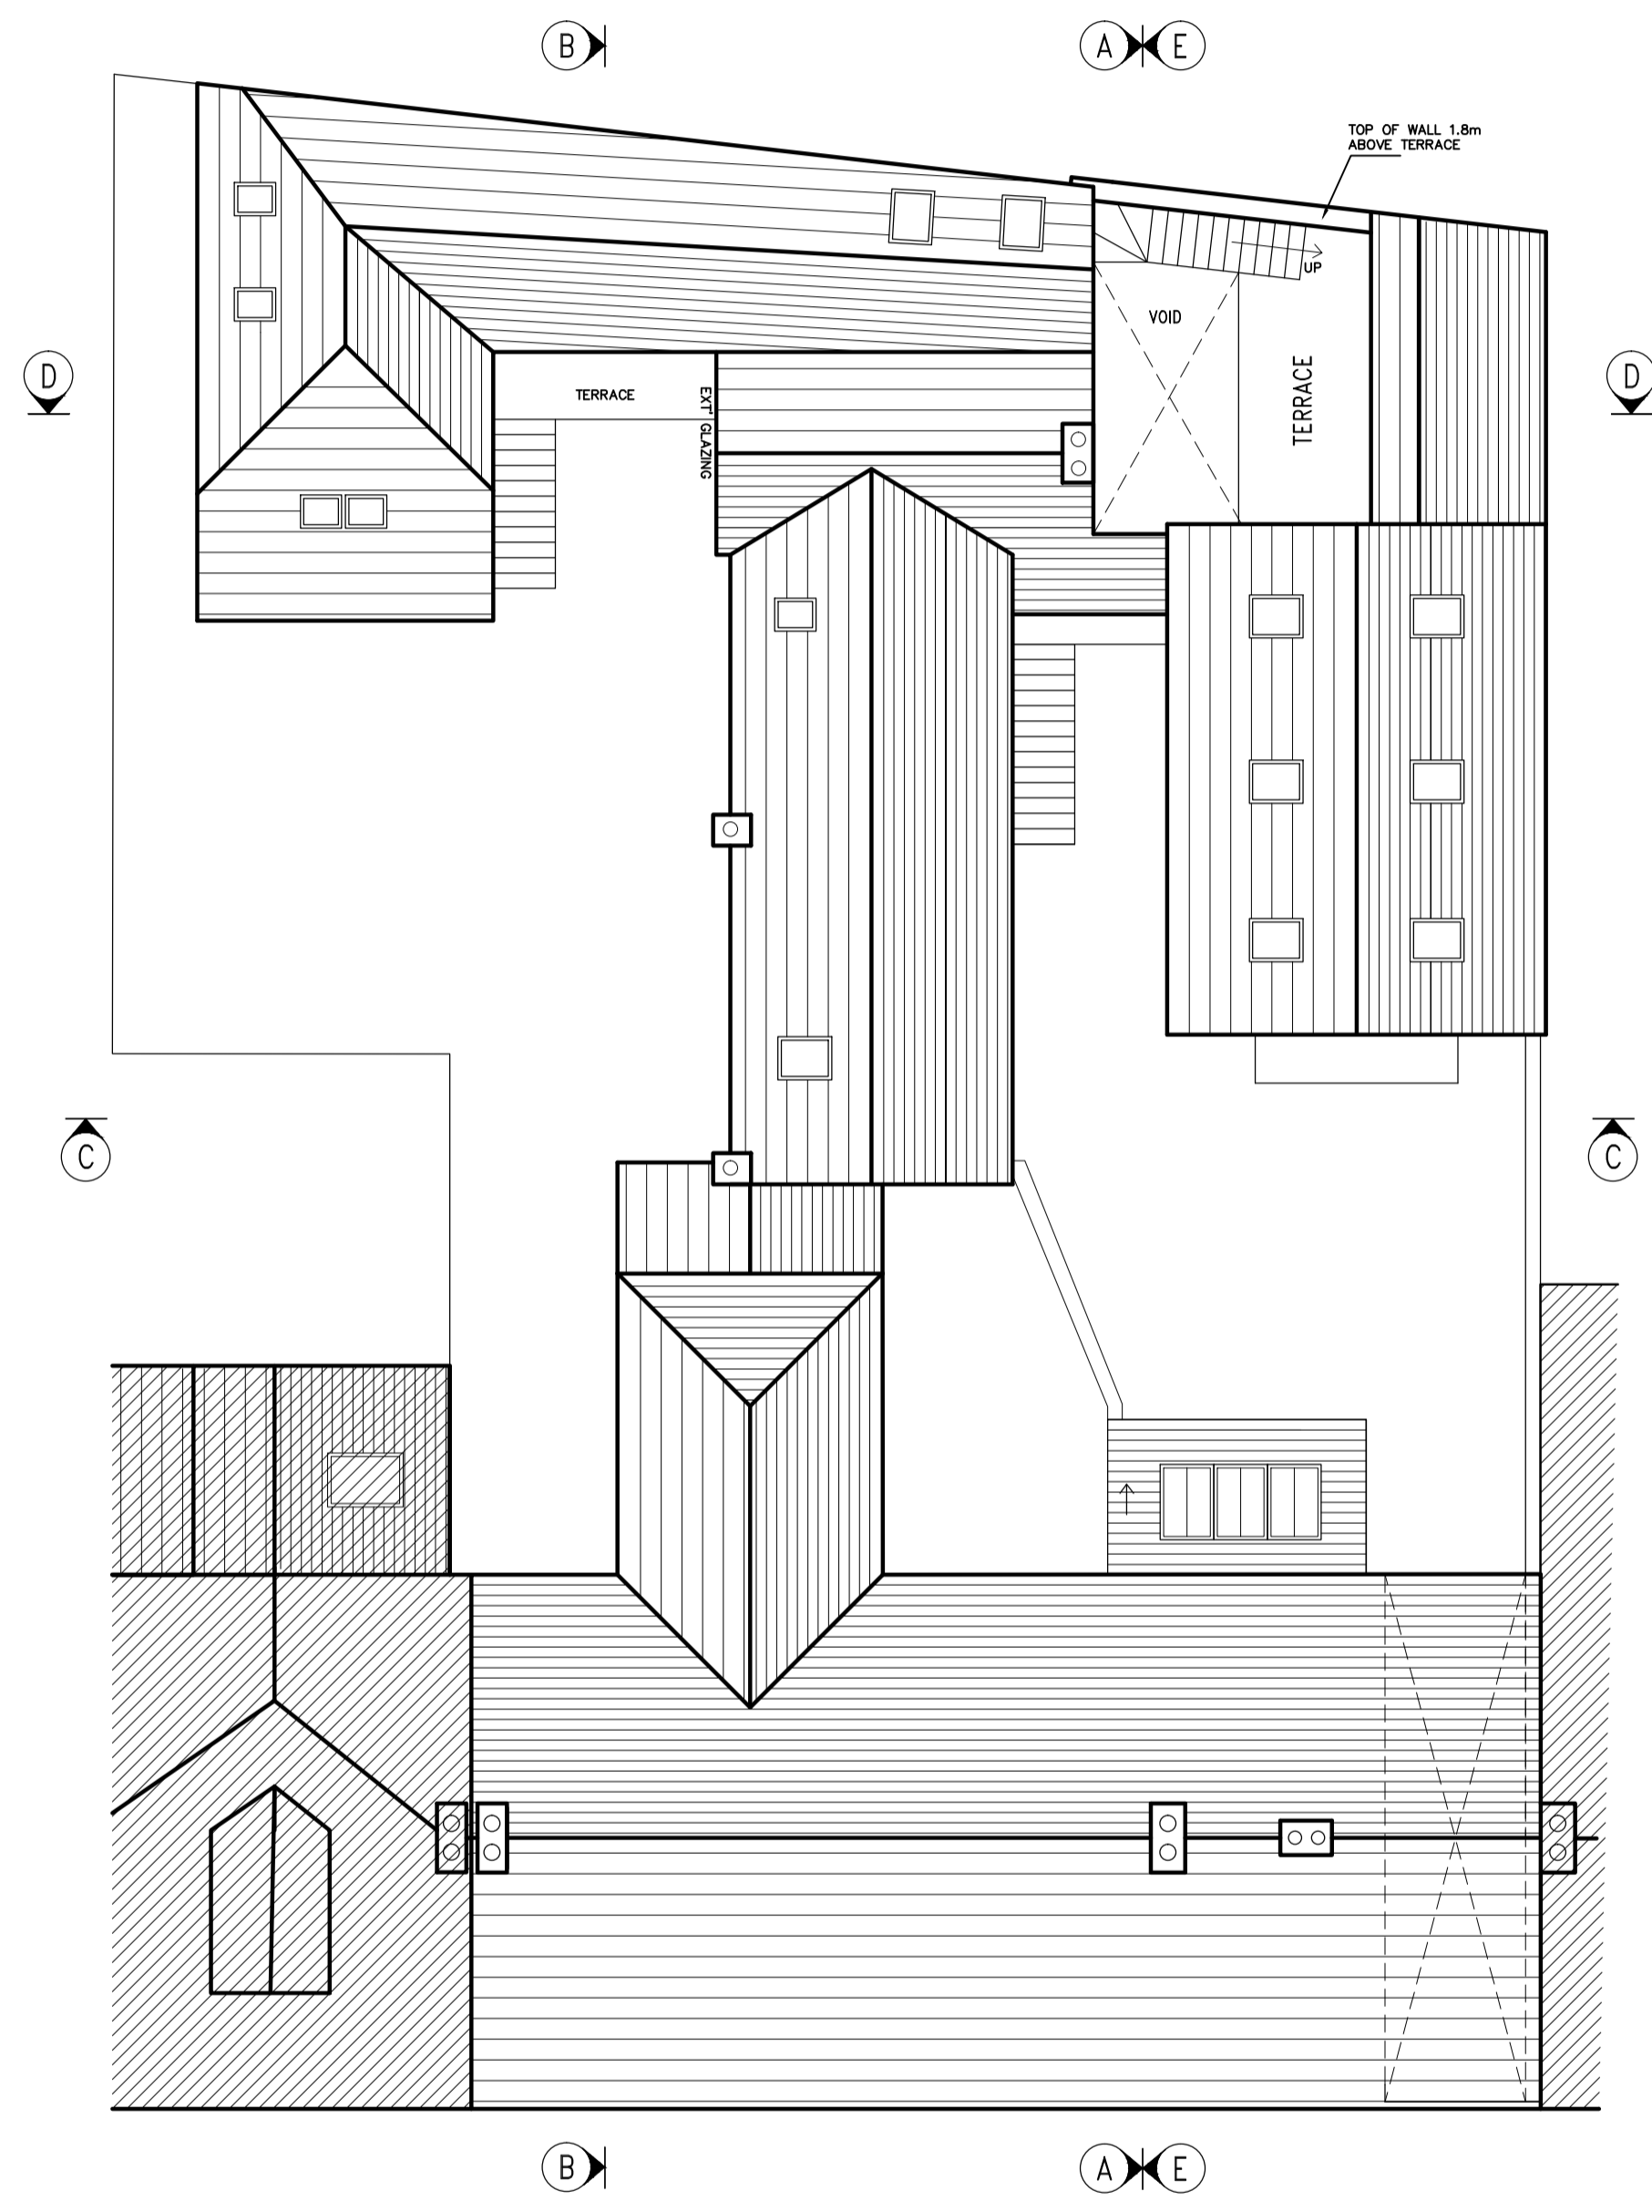 B
A
E
TOP OF WALL 1.8m
ABOVE TERRACE
UP
VOID
D
TERRACE
EXT' GLAZING
TERRACE
D
C
C
B
A
E